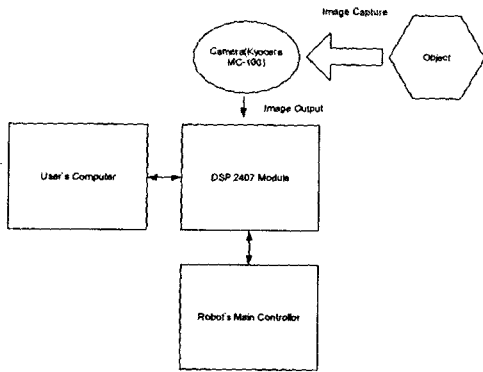 Image Capture
Camera(Kyocera
MC-100)
Object
Image Output
User's Computer
DSP 2407 Module
Robot's Main Controller